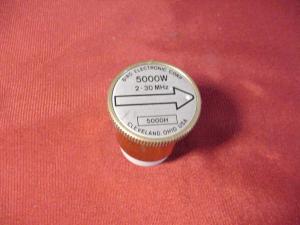 BIRD ELECTRONIC CORP.
5000W
2-30 MHz
5000H
CLEVELAND, OHIO USA